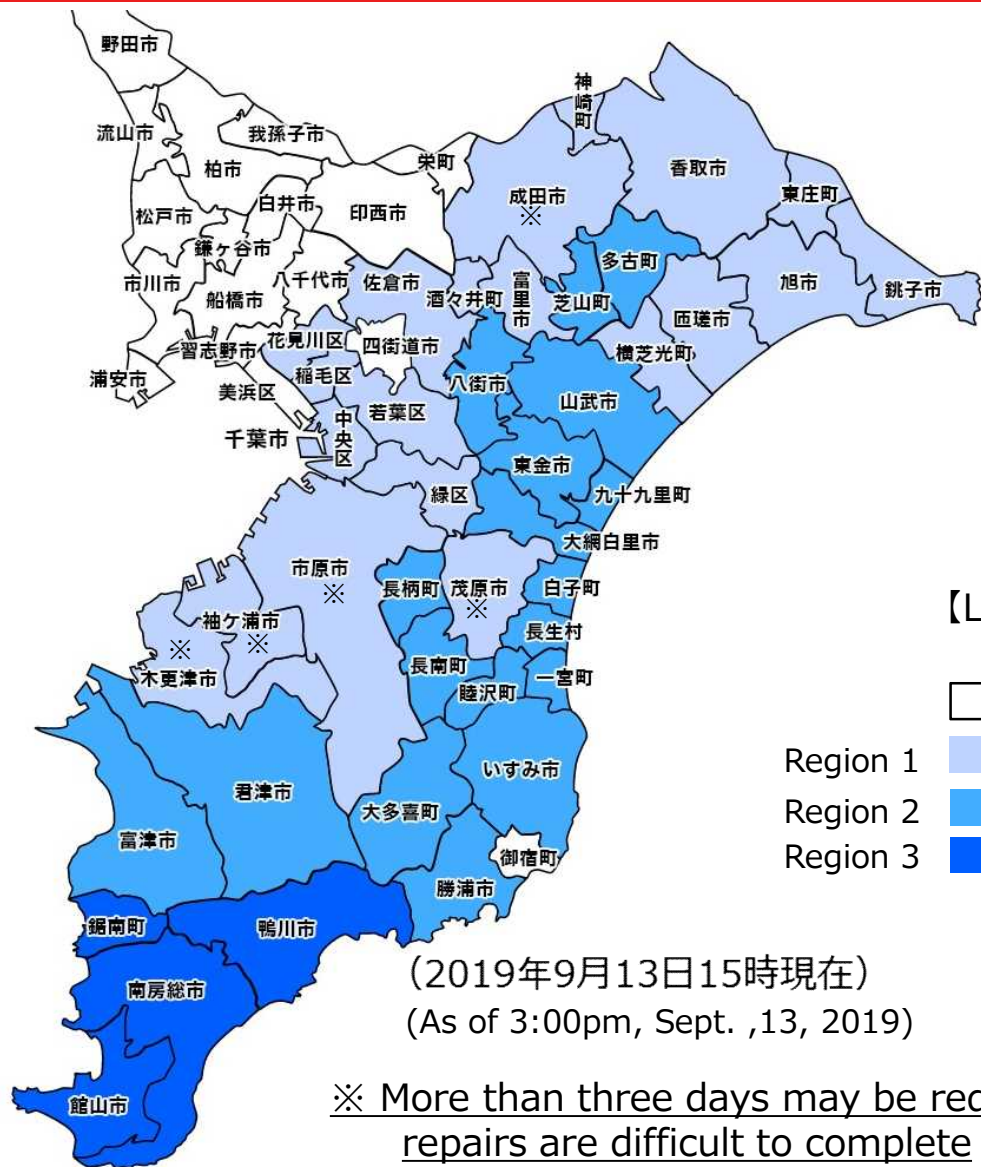 野田市
流山市
我孫子市
柏市
栄町
神崎町
香取市
成田市
※
東庄町
松戸市
白井市
印西市
鎌ヶ谷市
市川市
八千代市
佐倉市
酒々井町
富里市
芝山町
多古町
旭市
銚子市
匝瑳市
船橋市
花見川区
四街道市
習志野市
横芝光町
浦安市
稲毛区
美浜区
若葉区
八街市
山武市
千葉市
中央区
東金市
緑区
九十九里町
大網白里市
市原市
※
長柄町
茂原市
※
白子町
袖ケ浦市
※
長生村
※
木更津市
長南町
睦沢町
一宮町
【L
Region 1
Region 2
Region 3
いすみ市
君津市
大多喜町
富津市
御宿町
勝浦市
鋸南町
鴨川市
南房総市
館山市
（2019年9月13日15時現在）
(As of 3:00pm, Sept. ,13, 2019)
※ More than three days may be
repairs are difficult to complete